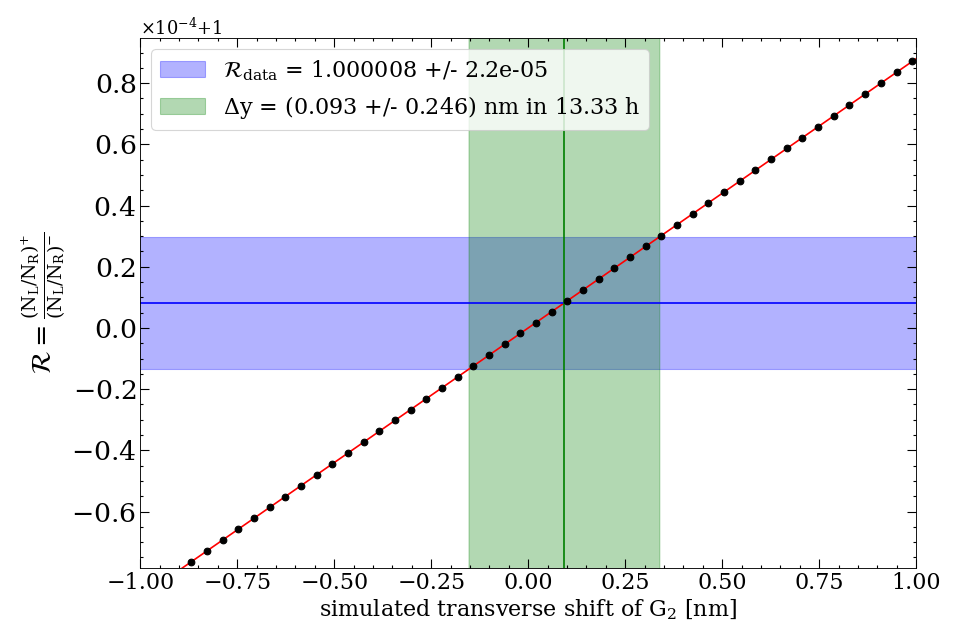 ×10⁻⁴+1
ℛdata = 1.000008 +/- 2.2e-05
Δy = (0.093 +/- 0.246) nm in 13.33 h
0.8
0.6
0.4
0.2
0.0
−0.2
−0.4
−0.6
ℛ = (N_L/N_R)⁺ / (N_L/N_R)⁻
−1.00 −0.75 −0.50 −0.25 0.00 0.25 0.50 0.75 1.00
simulated transverse shift of G₂ [nm]